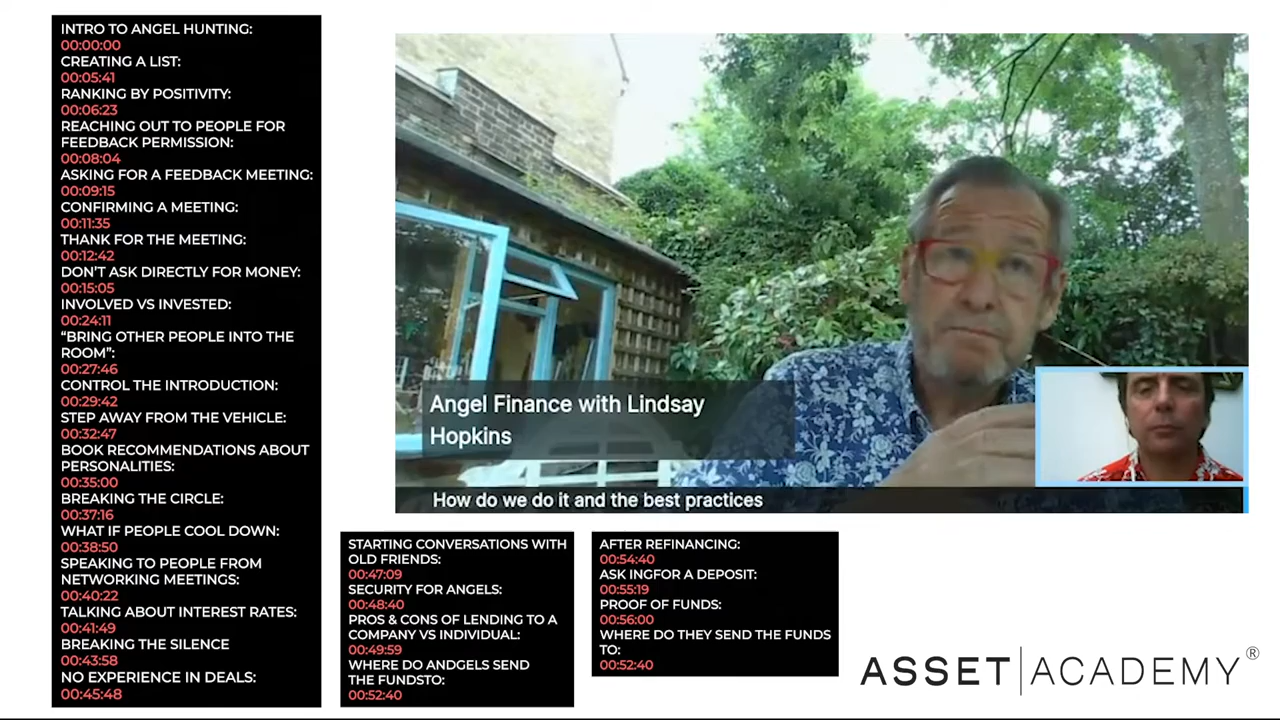 INTRO TO ANGEL HUNTING:
00:00:00
CREATING A LIST:
00:05:41
RANKING BY POSITIVITY:
00:06:23
REACHING OUT TO PEOPLE FOR
FEEDBACK PERMISSION:
00:08:04
ASKING FOR A FEEDBACK MEETING:
00:09:15
CONFIRMING A MEETING:
00:11:35
THANK FOR THE MEETING:
00:12:42
DON'T ASK DIRECTLY FOR MONEY:
00:15:05
INVOLVED VS INVESTED:
00:24:11
“BRING OTHER PEOPLE INTO THE
ROOM”:
00:27:46
CONTROL THE INTRODUCTION:
00:29:42
STEP AWAY FROM THE VEHICLE:
00:32:47
BOOK RECOMMENDATIONS ABOUT
PERSONALITIES:
00:35:00
BREAKING THE CIRCLE:
00:37:16
WHAT IF PEOPLE COOL DOWN:
00:38:50
SPEAKING TO PEOPLE FROM
NETWORKING MEETINGS:
00:40:22
TALKING ABOUT INTEREST RATES:
00:41:49
BREAKING THE SILENCE
00:43:58
NO EXPERIENCE IN DEALS:
00:45:48
Angel Finance with Lindsay
Hopkins
How do we do it and the best practices
STARTING CONVERSATIONS WITH
OLD FRIENDS:
00:47:09
SECURITY FOR ANGELS:
00:48:40
PROS & CONS OF LENDING TO A
COMPANY VS INDIVIDUAL:
00:49:59
WHERE DO ANDGELS SEND
THE FUNDSTO:
00:52:40
AFTER REFINANCING:
00:54:40
ASK INGFOR A DEPOSIT:
00:55:19
PROOF OF FUNDS:
00:56:00
WHERE DO THEY SEND THE FUNDS
TO:
00:52:40
ASSET|ACADEMY®